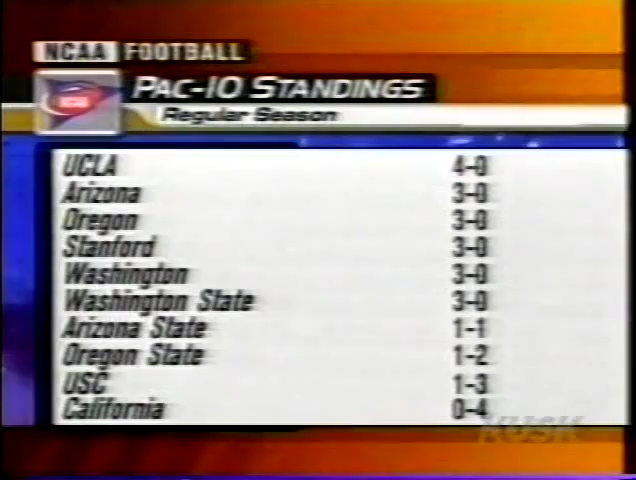 NCAA FOOTBALL
PAC-10 STANDINGS
Regular Season
UCLA 4-0
Arizona 3-0
Oregon 3-0
Stanford 3-0
Washington 3-0
Washington State 3-0
Arizona State 1-1
Oregon State 1-2
USC 1-3
California 0-4